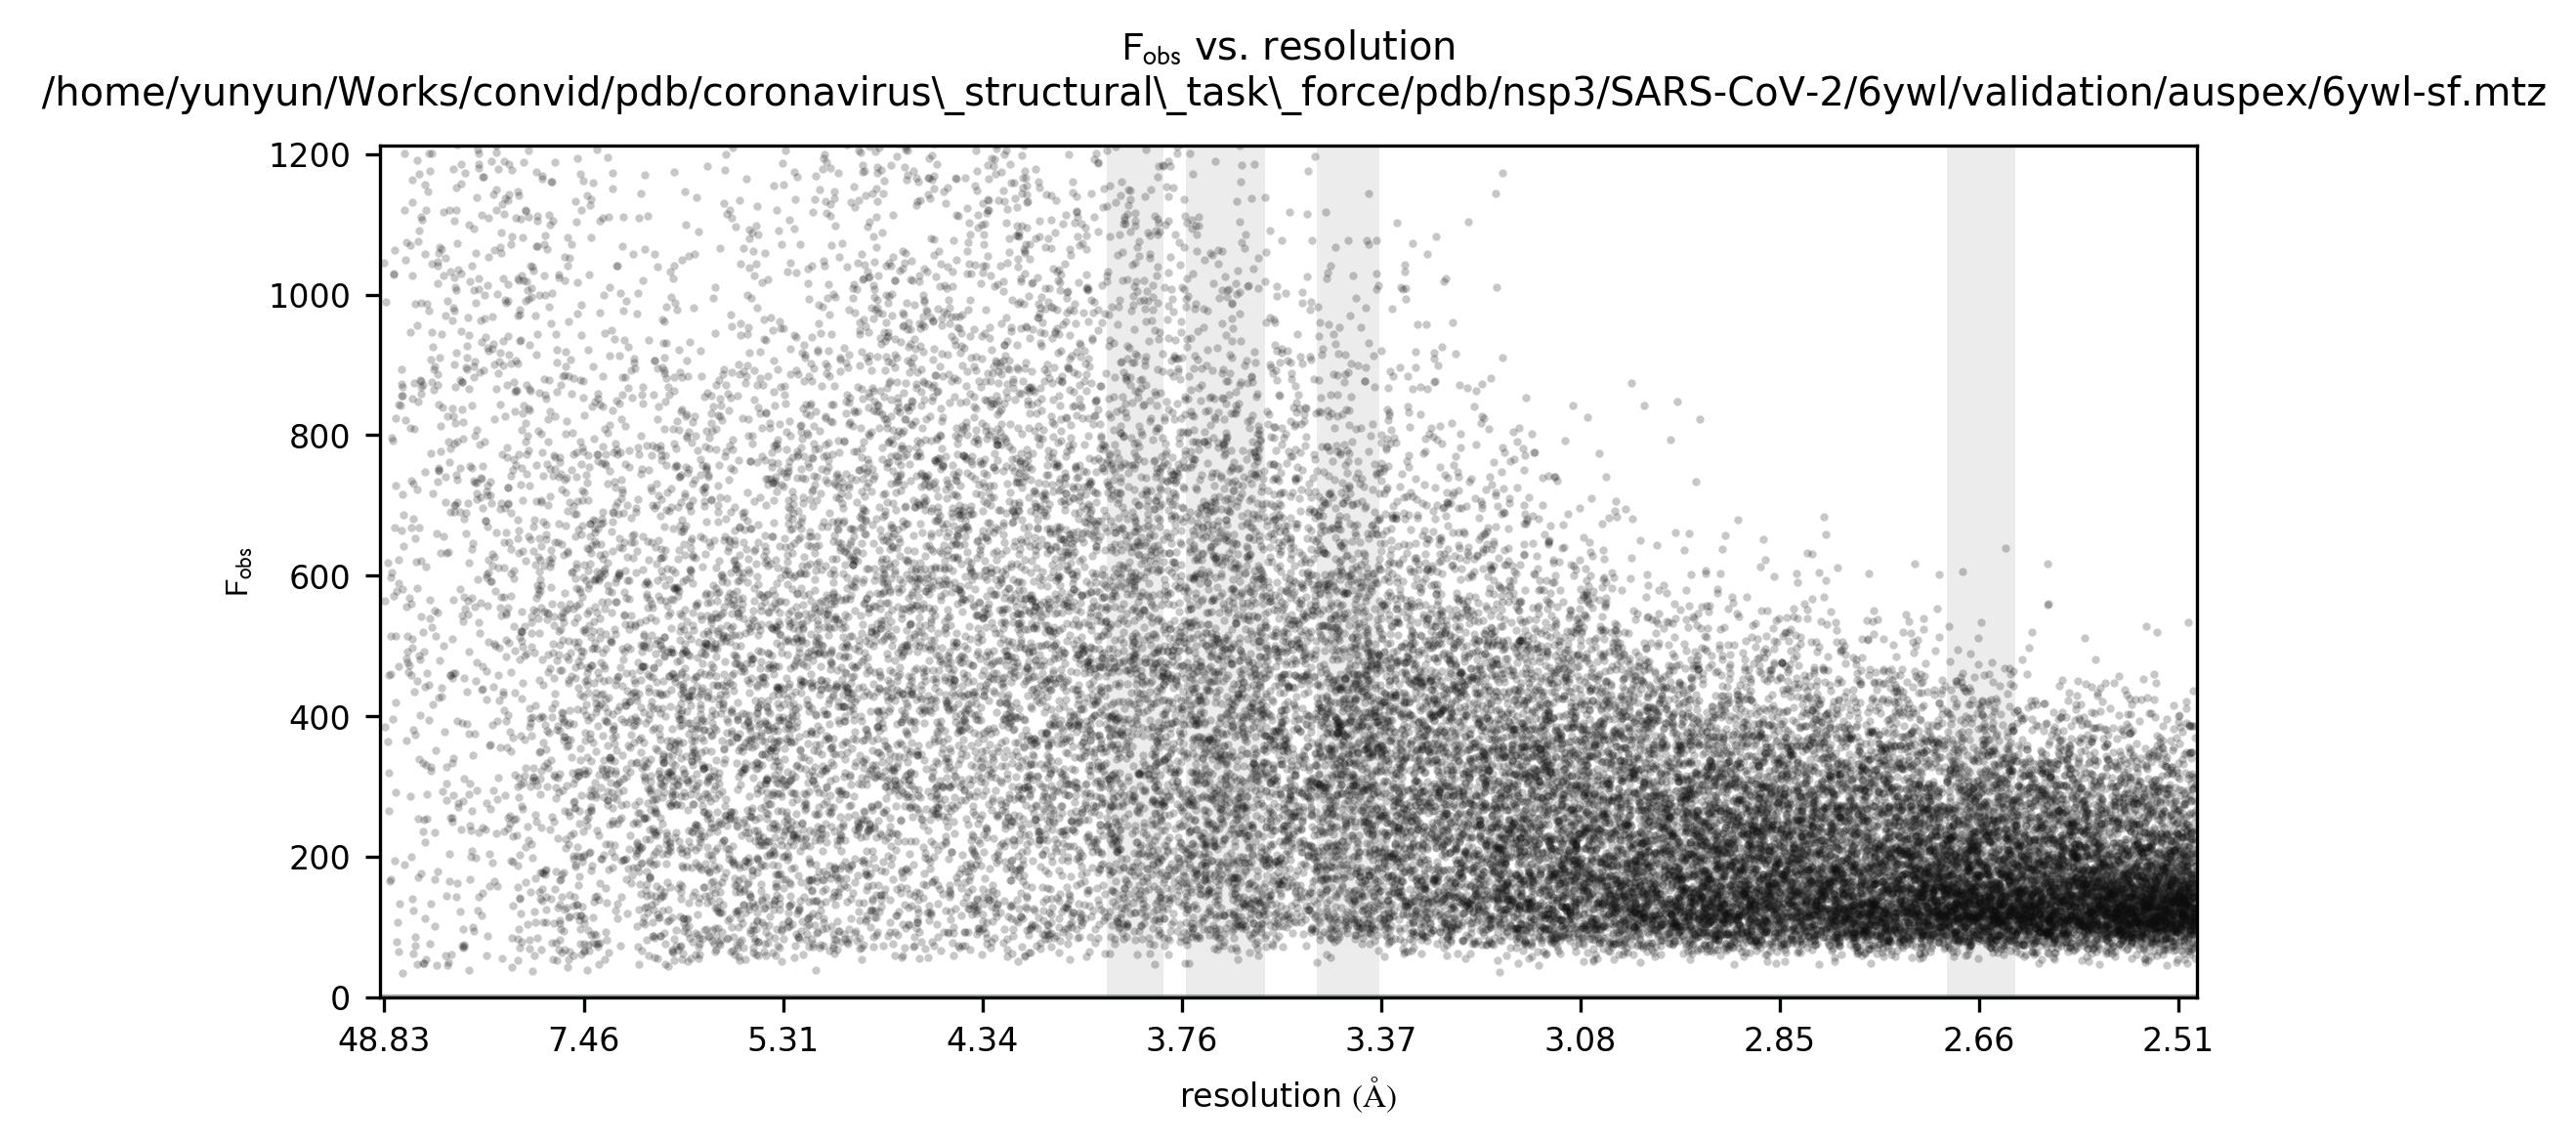 Fobs vs. resolution
/home/yunyun/Works/convid/pdb/coronavirus\_structural\_task\_force/pdb/nsp3/SARS-CoV-2/6ywl/validation/auspex/6ywl-sf.mtz
1200
1000
800
600
400
200
0
Fobs
48.83 7.46 5.31 4.34 3.76 3.37 3.08 2.85 2.66 2.51
resolution (Å)